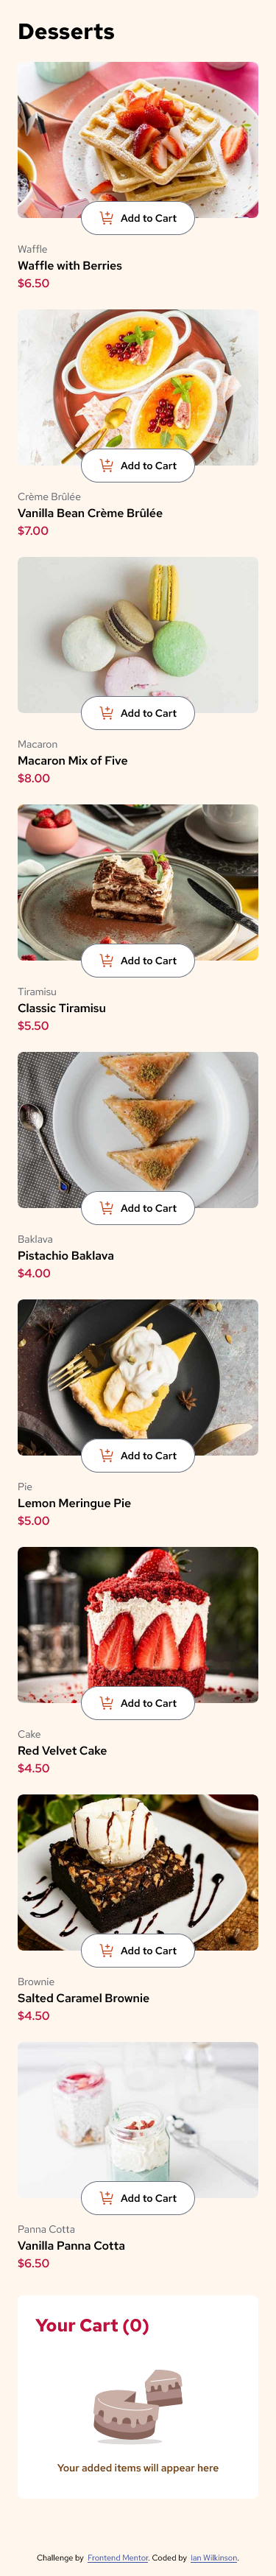 Desserts
Add to Cart
Waffle
Waffle with Berries
$6.50
Add to Cart
Crème Brûlée
Vanilla Bean Crème Brûlée
$7.00
Add to Cart
Macaron
Macaron Mix of Five
$8.00
Add to Cart
Tiramisu
Classic Tiramisu
$5.50
Add to Cart
Baklava
Pistachio Baklava
$4.00
Add to Cart
Pie
Lemon Meringue Pie
$5.00
Add to Cart
Cake
Red Velvet Cake
$4.50
Add to Cart
Brownie
Salted Caramel Brownie
$4.50
Add to Cart
Panna Cotta
Vanilla Panna Cotta
$6.50
Your Cart (0)
Your added items will appear here
Challenge by Frontend Mentor. Coded by Ian Wilkinson.